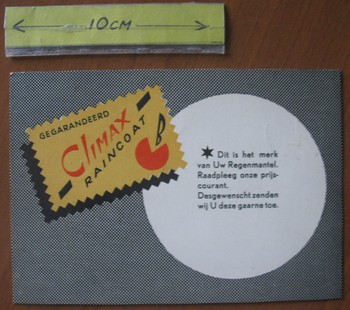 10 CM
GEGARANDEERD
CLIMAX
RAINCOAT
Dit is het merk
van Uw Regenmantel.
Raadpleeg onze prijs-
courant.
Desgewenscht zenden
wij U deze gaarne toe.